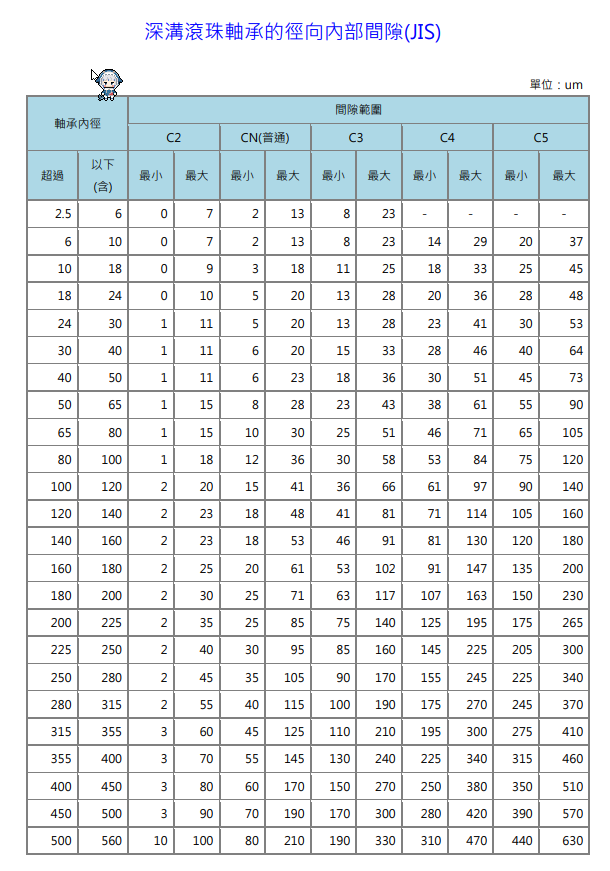 深溝滾珠軸承的徑向內部間隙(JIS)
單位：um
軸承內徑 間隙範圍
C2 CN(普通) C3 C4 C5
超過 以下(含) 最小 最大 最小 最大 最小 最大 最小 最大 最小 最大
2.5 6 0 7 2 13 8 23 - - - -
6 10 0 7 2 13 8 23 14 29 20 37
10 18 0 9 3 18 11 25 18 33 25 45
18 24 0 10 5 20 13 28 20 36 28 48
24 30 1 11 5 20 13 28 23 41 30 53
30 40 1 11 6 20 15 33 28 46 40 64
40 50 1 11 6 23 18 36 30 51 45 73
50 65 1 15 8 28 23 43 38 61 55 90
65 80 1 15 10 30 25 51 46 71 65 105
80 100 1 18 12 36 30 58 53 84 75 120
100 120 2 20 15 41 36 66 61 97 90 140
120 140 2 23 18 48 41 81 71 114 105 160
140 160 2 23 18 53 46 91 81 130 120 180
160 180 2 25 20 61 53 102 91 147 135 200
180 200 2 30 25 71 63 117 107 163 150 230
200 225 2 35 25 85 75 140 125 195 175 265
225 250 2 40 30 95 85 160 145 225 205 300
250 280 2 45 35 105 90 170 155 245 225 340
280 315 2 55 40 115 100 190 175 270 245 370
315 355 3 60 45 125 110 210 195 300 275 410
355 400 3 70 55 145 130 240 225 340 315 460
400 450 3 80 60 170 150 270 250 380 350 510
450 500 3 90 70 190 170 300 280 420 390 570
500 560 10 100 80 210 190 330 310 470 440 630